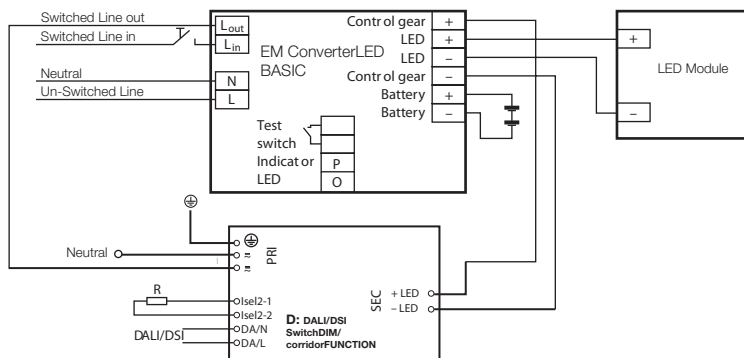 Switched Line out
Switched Line in
Neutral
Un-Switched Line
Lout
Lin
N
L
EM ConverterLED
BASIC
Control gear +
LED +
LED –
Control gear –
Battery +
Battery –
Test
switch
Indicat or
LED
P
O
+
LED Module
–
Neutral
PRI
~
~
R
Isel2-1
Isel2-2
DA/N
DA/L
DALI/DSI
D: DALI/DSI
SwitchDIM/
corridorFUNCTION
SEC
+ LED
– LED